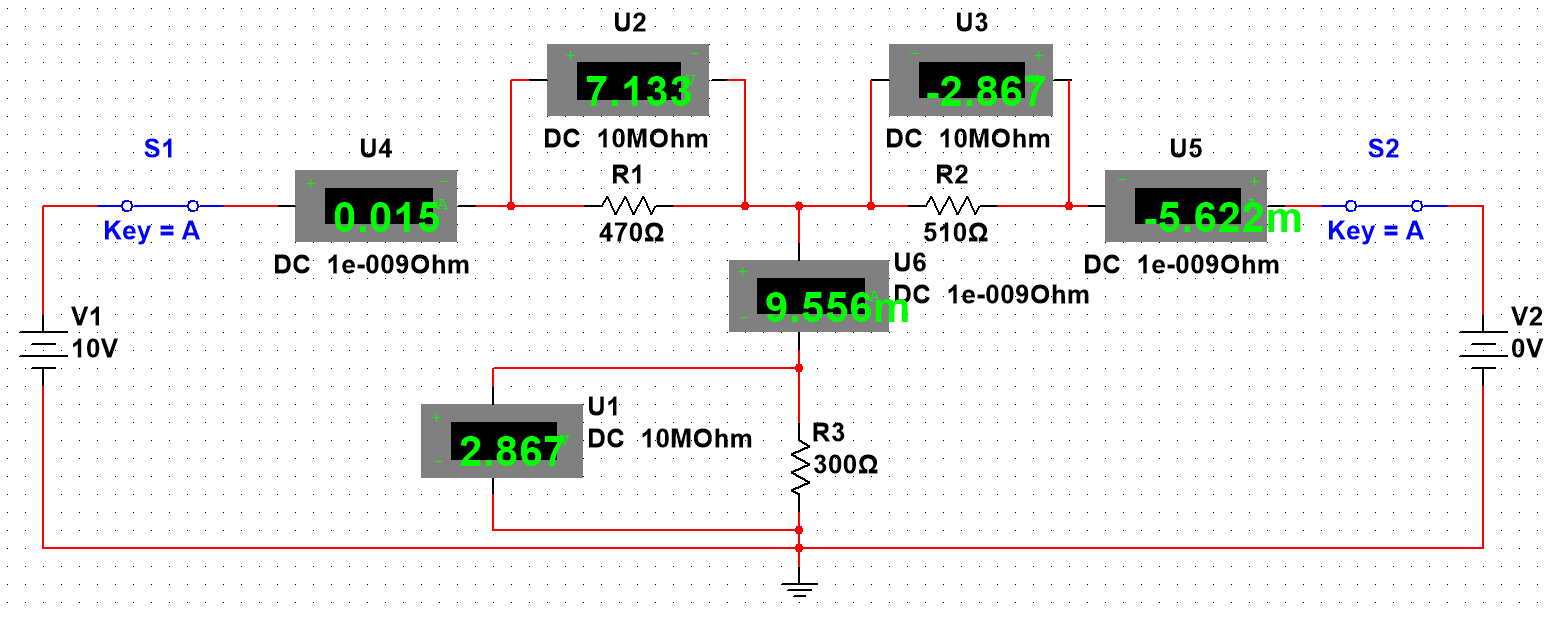 U2
U3
7.133
-2.867
DC 10MOhm
DC 10MOhm
S1
U4
R1
R2
U5
S2
0.015
-5.622m
Key = A
470Ω
510Ω
Key = A
DC 1e-009Ohm
U6
DC 1e-009Ohm
9.556m
DC 1e-009Ohm
V1
10V
V2
0V
U1
2.867
DC 10MOhm
R3
300Ω